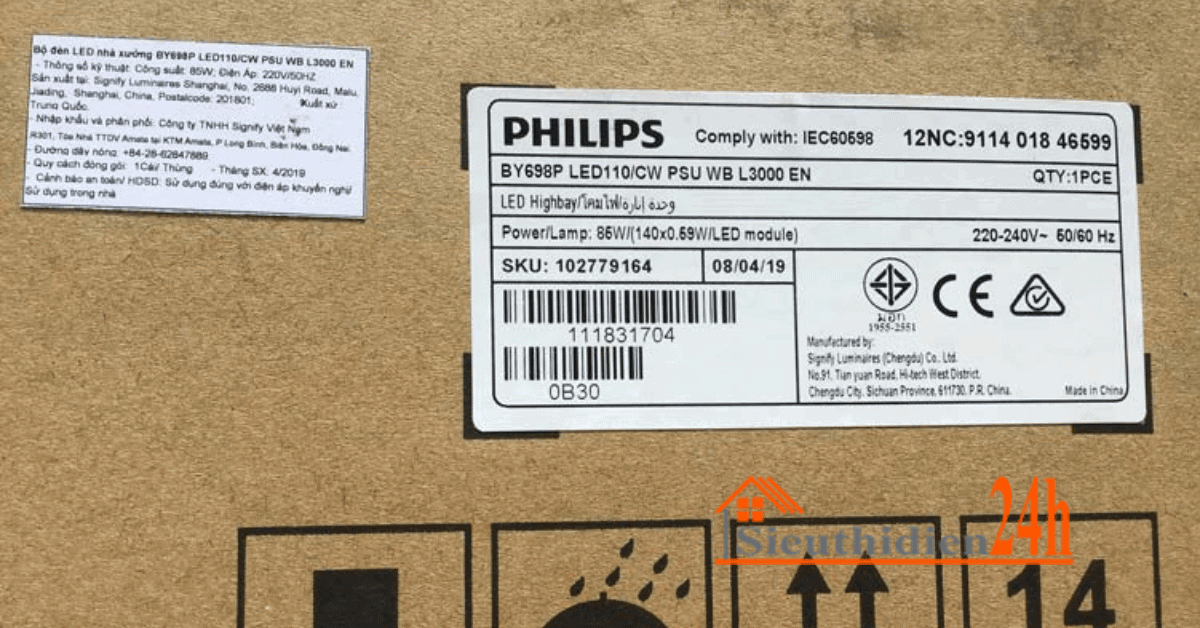 Bộ đèn LED nhà xưởng BY698P LED110/CW PSU WB L3000 EN
- Thông số kỹ thuật: Công suất: 85W; Điện Áp: 220V/50HZ
Sản xuất tại: Signify Luminaires Shanghai, No. 2688 Huyi Road, Malu,
Jiading, Shanghai, China, Postalcode: 201801; Xuất xứ
Trung Quốc.
- Nhập khẩu và phân phối: Công ty TNHH Signify Việt Nam
R301, Tòa Nhà TTDV Amata tại KTM Amata, P Long Bình, Biên Hòa, Đồng Nai.
- Đường dây nóng: +84-28-62847889
- Quy cách đóng gói: 1Cái/ Thùng - Tháng SX: 4/2019
- Cảnh báo an toàn/ HDSD: Sử dụng đúng với điện áp khuyến nghị/
Sử dụng trong nhà
PHILIPS Comply with: IEC60598 12NC:9114 018 46599
BY698P LED110/CW PSU WB L3000 EN QTY:1PCE
LED Highbay/โคมไฟ/وحدة إنارة
Power/Lamp: 85W/(140x0.59W/LED module) 220-240V~ 50/60 Hz
SKU: 102779164 08/04/19
111831704
0B30
CE
มอก
1955-2551
Manufactured by:
Signify Luminaires (Chengdu) Co., Ltd.
No.91, Tian yuan Road, Hi-tech West District,
Chengdu City, Sichuan Province, 611730, P.R. China.
Made in China
Sieuthidien24h
14